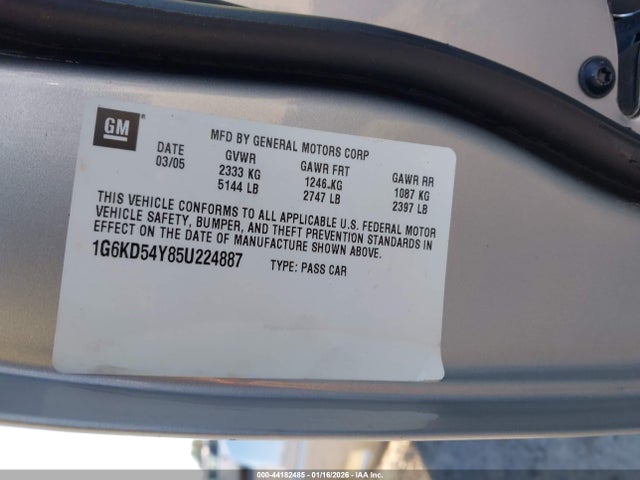 GM
MFD BY GENERAL MOTORS CORP
DATE GVWR GAWR FRT GAWR RR
03/05 2333 KG 1246 KG 1087 KG
5144 LB 2747 LB 2397 LB
THIS VEHICLE CONFORMS TO ALL APPLICABLE U.S. FEDERAL MOTOR
VEHICLE SAFETY, BUMPER, AND THEFT PREVENTION STANDARDS IN
EFFECT ON THE DATE OF MANUFACTURE SHOWN ABOVE.
1G6KD54Y85U224887 TYPE: PASS CAR
000-44182485 - 01/16/2026 - IAAI.COM